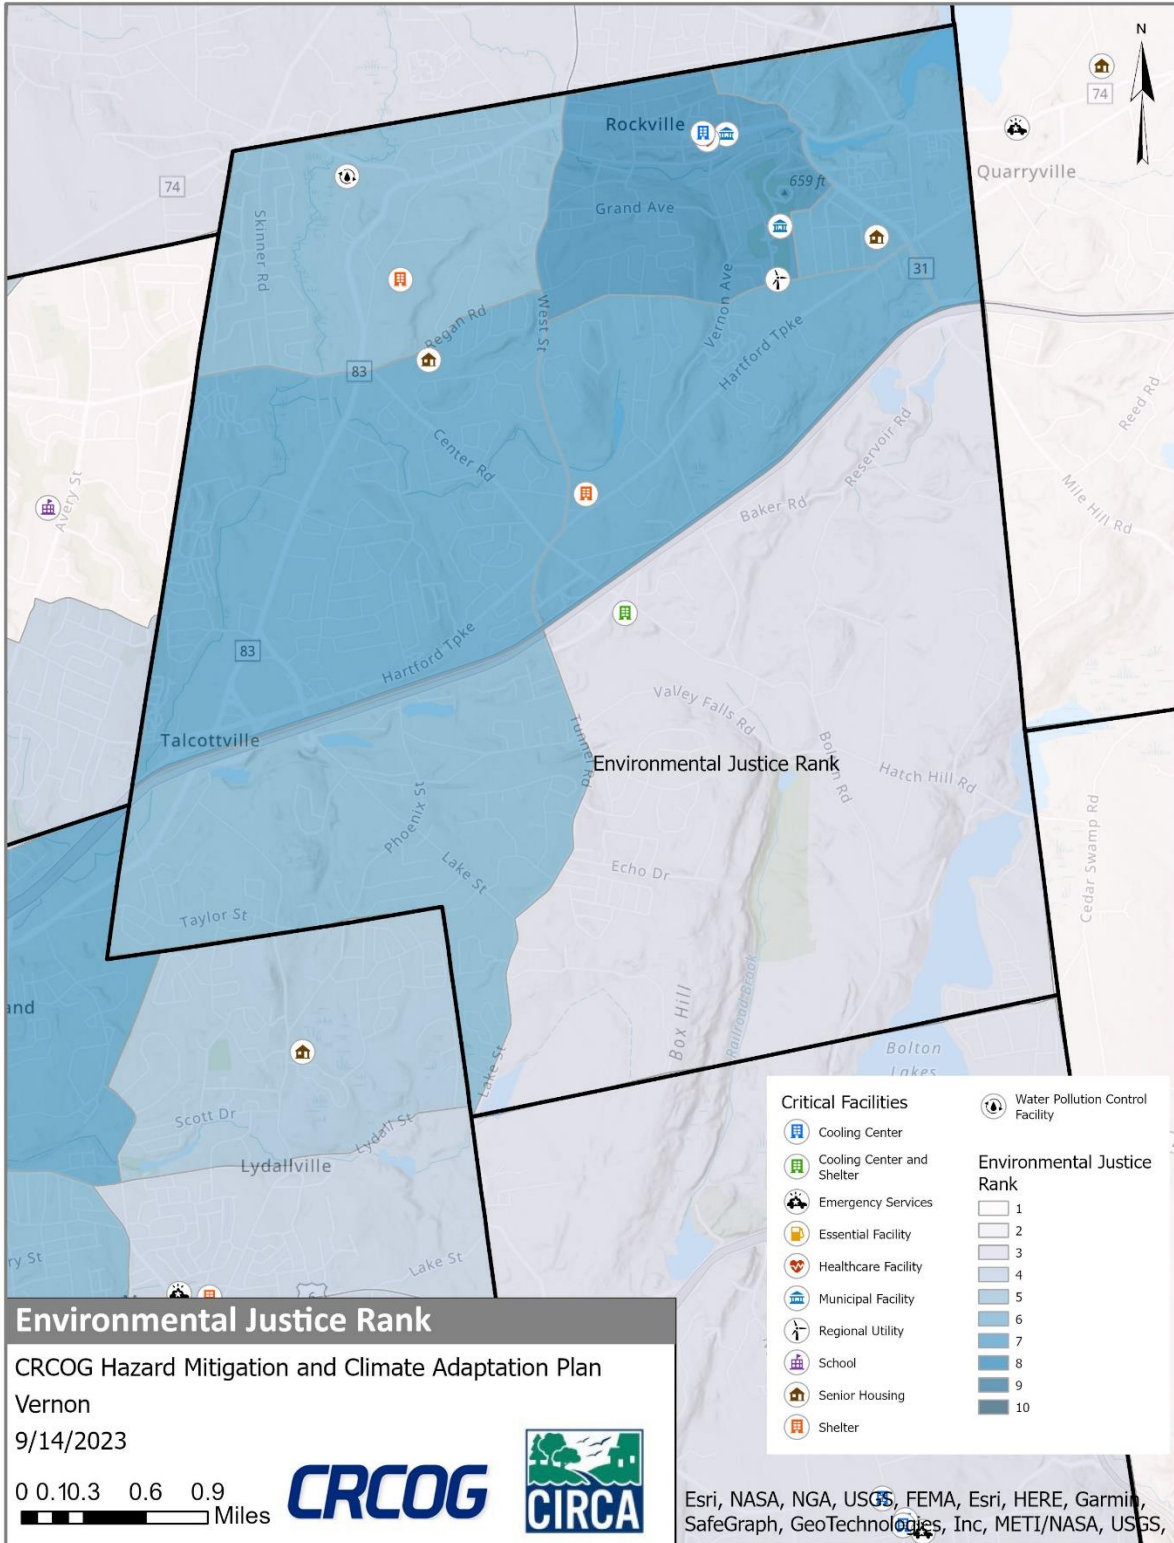 N
Rockville
74
659 ft
Quarryville
74
Grand Ave
Skinner Rd
31
Vernon Ave
West St
Regan Rd
Hartford Tpke
83
Reed Rd
Center Rd
Reservoir Rd
Avery St
Baker Rd
Mile Hill Rd
83
Hartford Tpke
Valley Falls Rd
Talcottville
Tunnel Rd
Bolton Rd
Environmental Justice Rank
Hatch Hill Rd
Phoenix St
Cedar Swamp Rd
Echo Dr
Lake St
Taylor St
and
Box Hill
Railroad Brook
Bolton
Lakes
Lake St
Scott Dr
Lydall St
Lydallville
ry St
Lake St
6
Critical Facilities
Cooling Center
Cooling Center and
Shelter
Emergency Services
Essential Facility
Healthcare Facility
Municipal Facility
Regional Utility
School
Senior Housing
Shelter
Water Pollution Control
Facility
Environmental Justice
Rank
1
2
3
4
5
6
7
8
9
10
Environmental Justice Rank
CRCOG Hazard Mitigation and Climate Adaptation Plan
Vernon
9/14/2023
0 0.10.3 0.6 0.9
Miles
CRCOG
CIRCA
Esri, NASA, NGA, USGS, FEMA, Esri, HERE, Garmin,
SafeGraph, GeoTechnologies, Inc, METI/NASA, USGS,